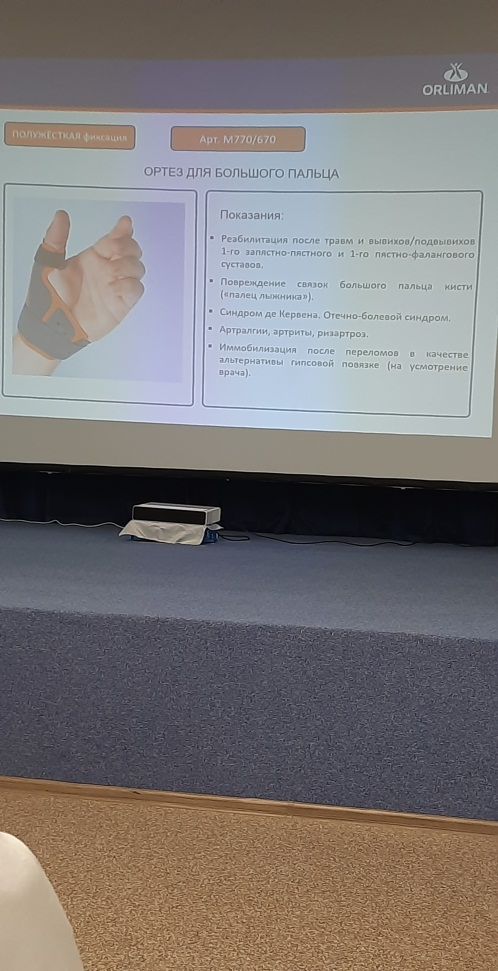 ORLIMAN
ПОЛУЖЕСТКАЯ фиксация
Арт. М770/670
ОРТЕЗ ДЛЯ БОЛЬШОГО ПАЛЬЦА
Показания:
▪ Реабилитация после травм и вывихов/подвывихов
1-го запястно-пястного и 1-го пястно-фалангового
суставов.
▪ Повреждение связок большого пальца кисти
(«палец лыжника»).
▪ Синдром де Кервена. Отечно-болевой синдром.
▪ Артралгии, артриты, ризартроз.
▪ Иммобилизация после переломов в качестве
альтернативы гипсовой повязке (на усмотрение
врача).